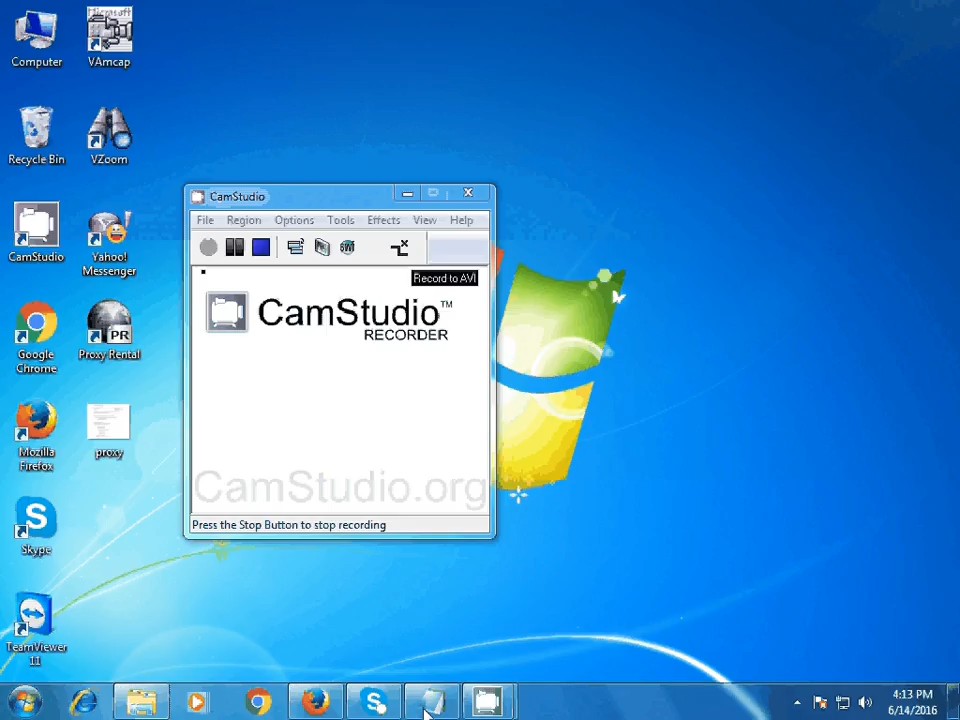 Computer
Microsoft
VAmcap
Recycle Bin
VZoom
CamStudio
Yahoo!
Messenger
Google
Chrome
PR
Proxy Rental
Mozilla
Firefox
proxy
S
Skype
TeamViewer
11
CamStudio
File Region Options Tools Effects View Help
Record to AVI
CamStudio™
RECORDER
CamStudio.org
Press the Stop Button to stop recording
4:13 PM
6/14/2016